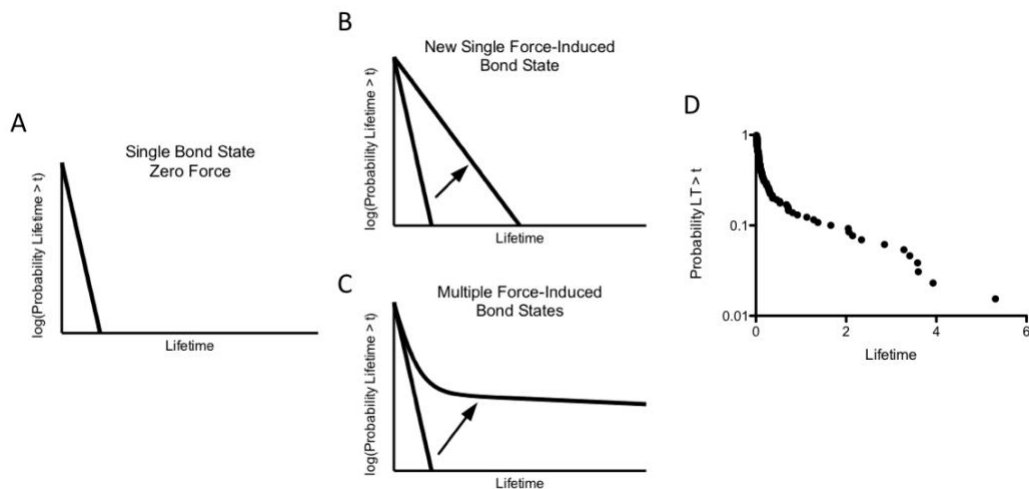 A
Single Bond State
Zero Force
log(Probability Lifetime > t)
Lifetime
B
New Single Force-Induced
Bond State
log(Probability Lifetime > t)
Lifetime
C
Multiple Force-Induced
Bond States
log(Probability Lifetime > t)
Lifetime
D
Probability LT > t
1
0.1
0.01
0 2 4 6
Lifetime